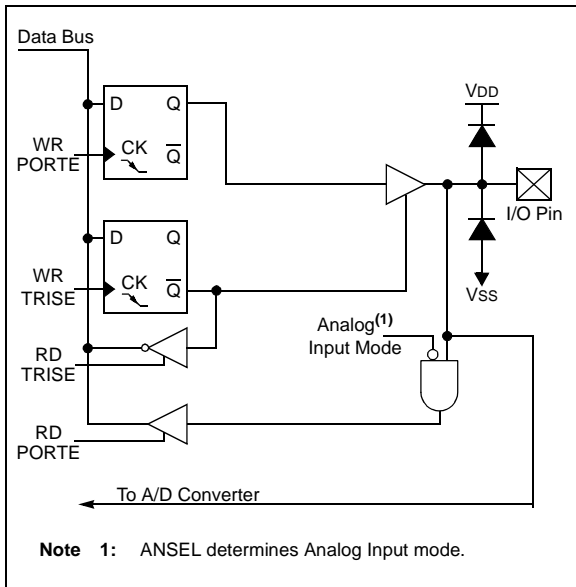 Data Bus
VDD
D Q
WR
PORTE
CK Q
I/O Pin
D Q
WR
TRISE
CK Q
VSS
Analog(1)
Input Mode
RD
TRISE
RD
PORTE
To A/D Converter
Note 1: ANSEL determines Analog Input mode.